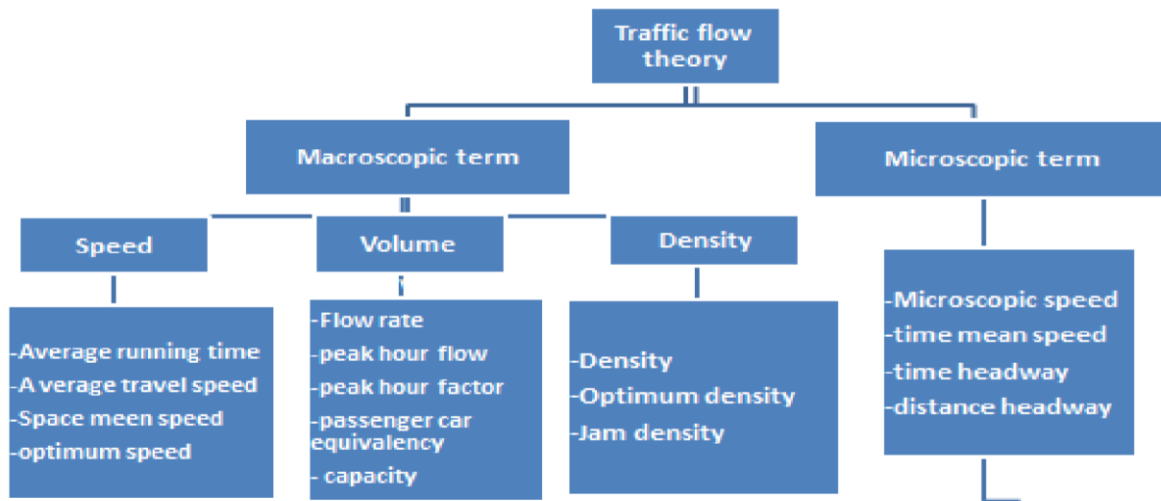 Traffic flow
theory
Macroscopic term
Microscopic term
Speed
Volume
Density
-Average running time
-A verage travel speed
-Space meen speed
-optimum speed
-Flow rate
-peak hour flow
-peak hour factor
-passenger car
equivalency
- capacity
-Density
-Optimum density
-Jam density
-Microscopic speed
-time mean speed
-time headway
-distance headway